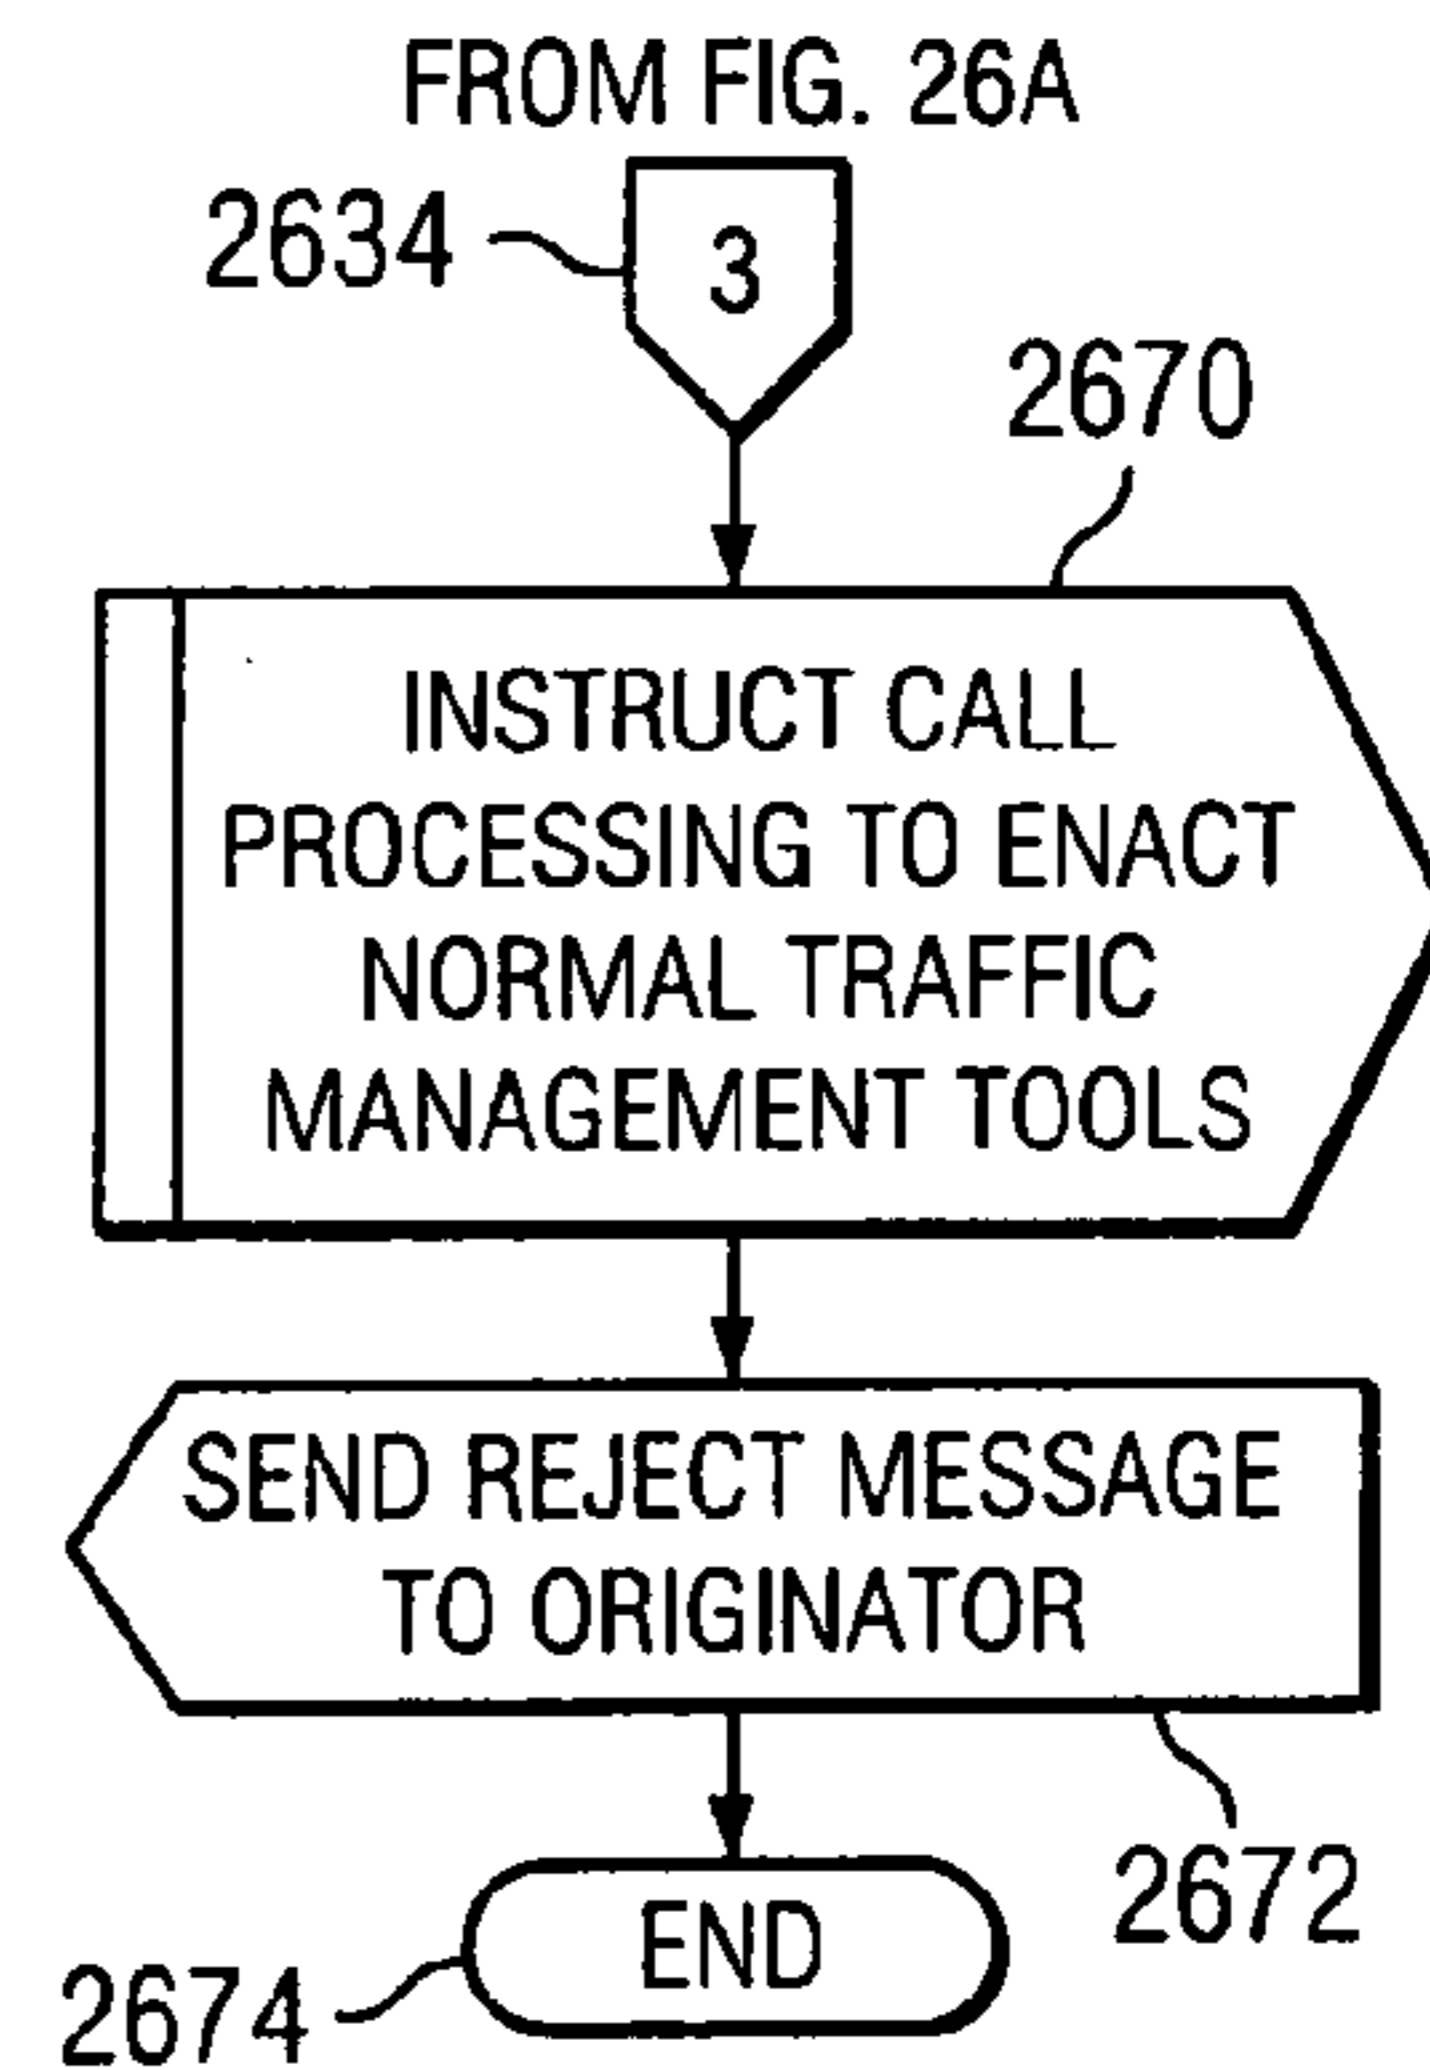 FROM FIG. 26A
2634
3
2670
INSTRUCT CALL
PROCESSING TO ENACT
NORMAL TRAFFIC
MANAGEMENT TOOLS
SEND REJECT MESSAGE
TO ORIGINATOR
2672
END
2674